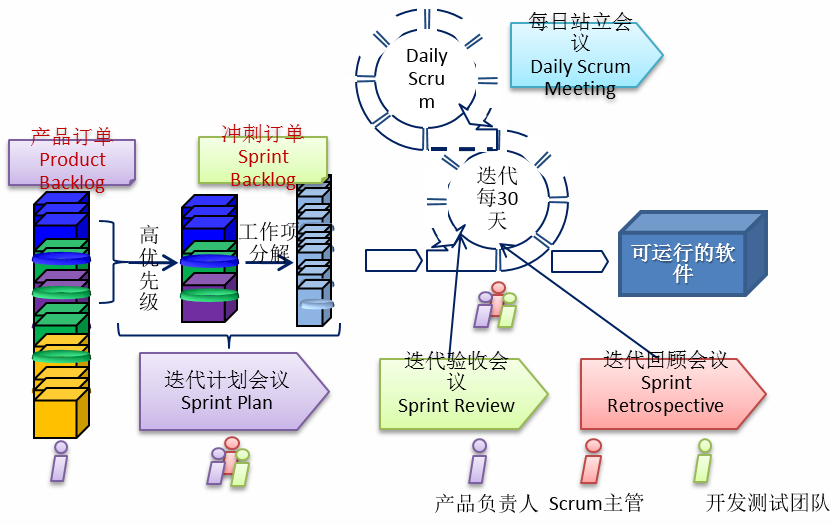 每日站立会
议
Daily Scrum
Meeting
Daily
Scru
m
产品订单
Product
Backlog
冲刺订单
Sprint
Backlog
迭代
每30
天
高
优
先
级
工作项
分解
可运行的软
件
迭代计划会议
Sprint Plan
迭代验收会
议
Sprint Review
迭代回顾会议
Sprint
Retrospective
产品负责人
Scrum主管
开发测试团队